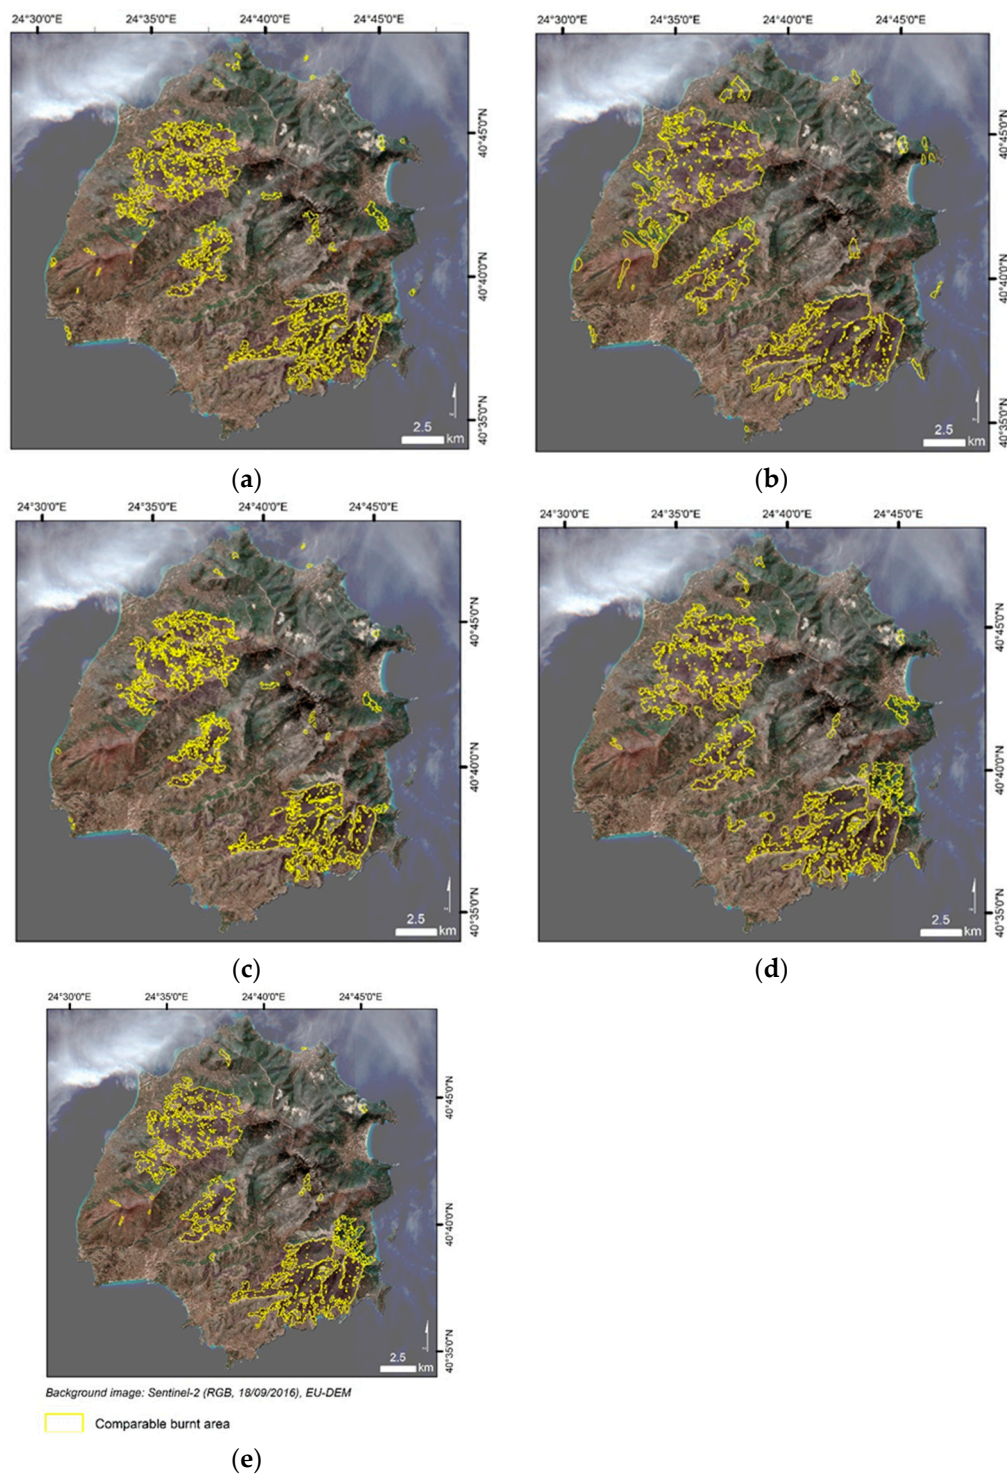 24°30'0"E 24°35'0"E 24°40'0"E 24°45'0"E
40°45'0"N
40°40'0"N
40°35'0"N
2.5
km
(a)
24°30'0"E 24°35'0"E 24°40'0"E 24°45'0"E
40°45'0"N
40°40'0"N
40°35'0"N
2.5
km
(b)
24°30'0"E 24°35'0"E 24°40'0"E 24°45'0"E
40°45'0"N
40°40'0"N
40°35'0"N
2.5
km
(c)
24°30'0"E 24°35'0"E 24°40'0"E 24°45'0"E
40°45'0"N
40°40'0"N
40°35'0"N
2.5
km
(d)
24°30'0"E 24°35'0"E 24°40'0"E 24°45'0"E
40°45'0"N
40°40'0"N
40°35'0"N
2.5
km
Background image: Sentinel-2 (RGB, 18/09/2016), EU-DEM
Comparable burnt area
(e)